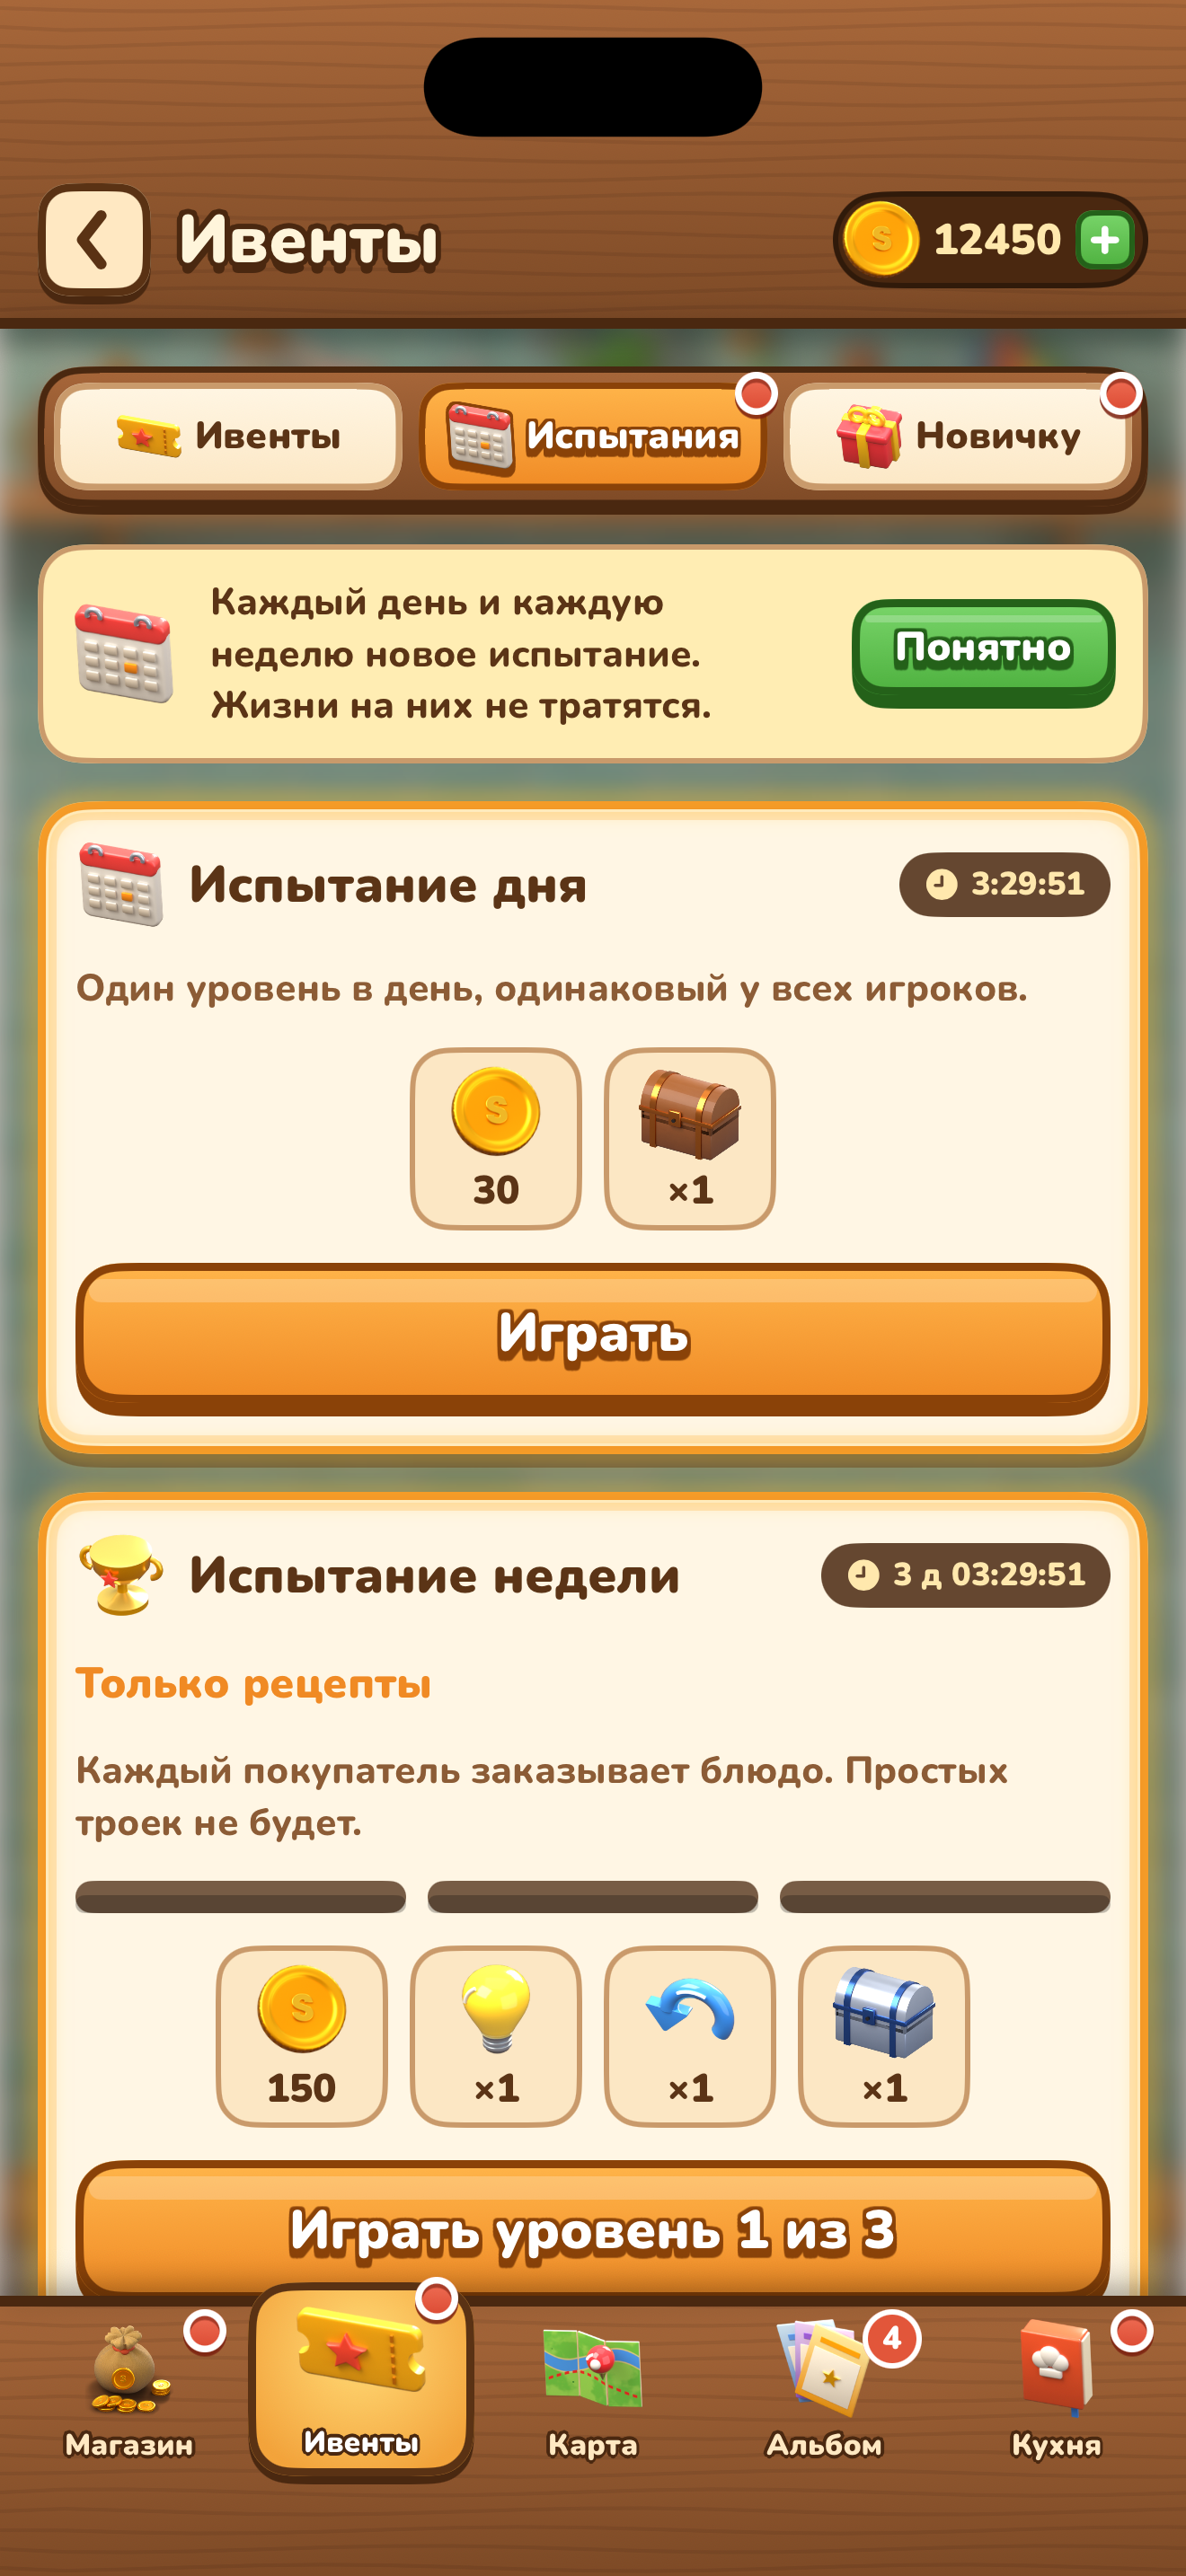 Ивенты
12450
Ивенты
Испытания
Новичку
Каждый день и каждую
неделю новое испытание.
Жизни на них не тратятся.
Понятно
Испытание дня
3:29:51
Один уровень в день, одинаковый у всех игроков.
30
×1
Играть
Испытание недели
3 д 03:29:51
Только рецепты
Каждый покупатель заказывает блюдо. Простых
троек не будет.
150
×1
×1
×1
Играть уровень 1 из 3
4
Магазин
Ивенты
Карта
Альбом
Кухня